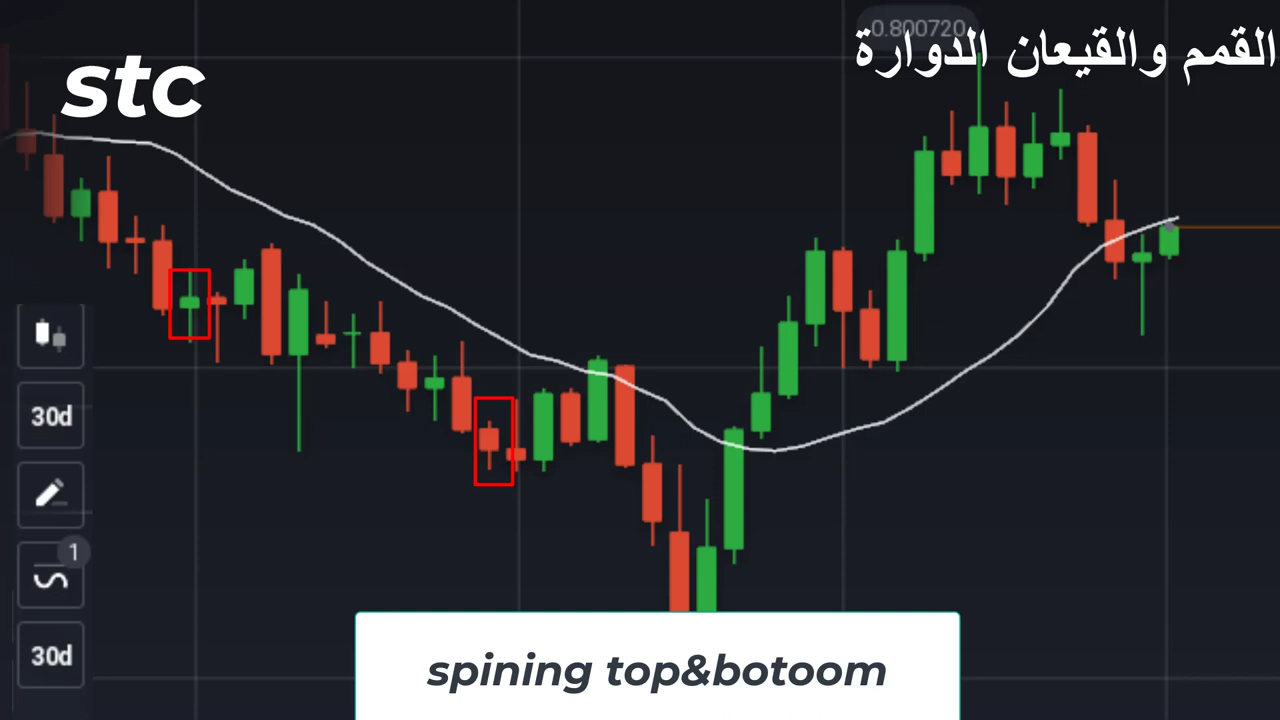 0.800720
القمم والقيعان الدوارة
stc
30d
1
30d
spining top&botoom